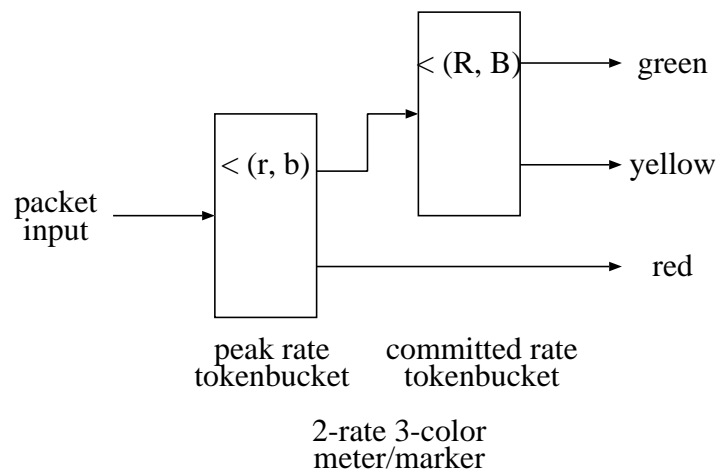 < (R, B)
green
< (r, b)
yellow
packet
input
red
peak rate
tokenbucket
committed rate
tokenbucket
2-rate 3-color
meter/marker